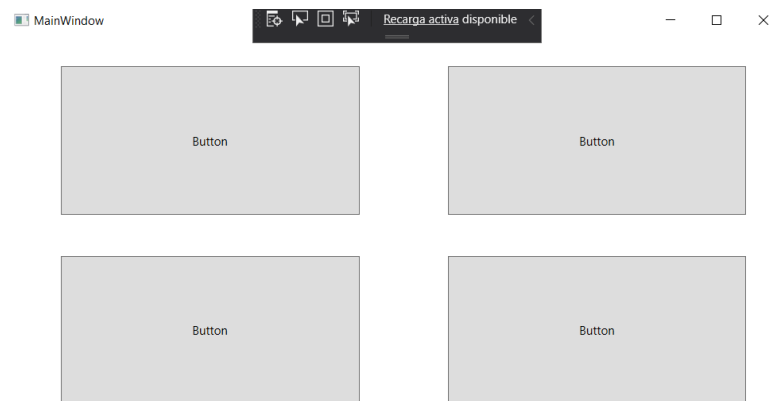 MainWindow
Recarga activa disponible
Button
Button
Button
Button